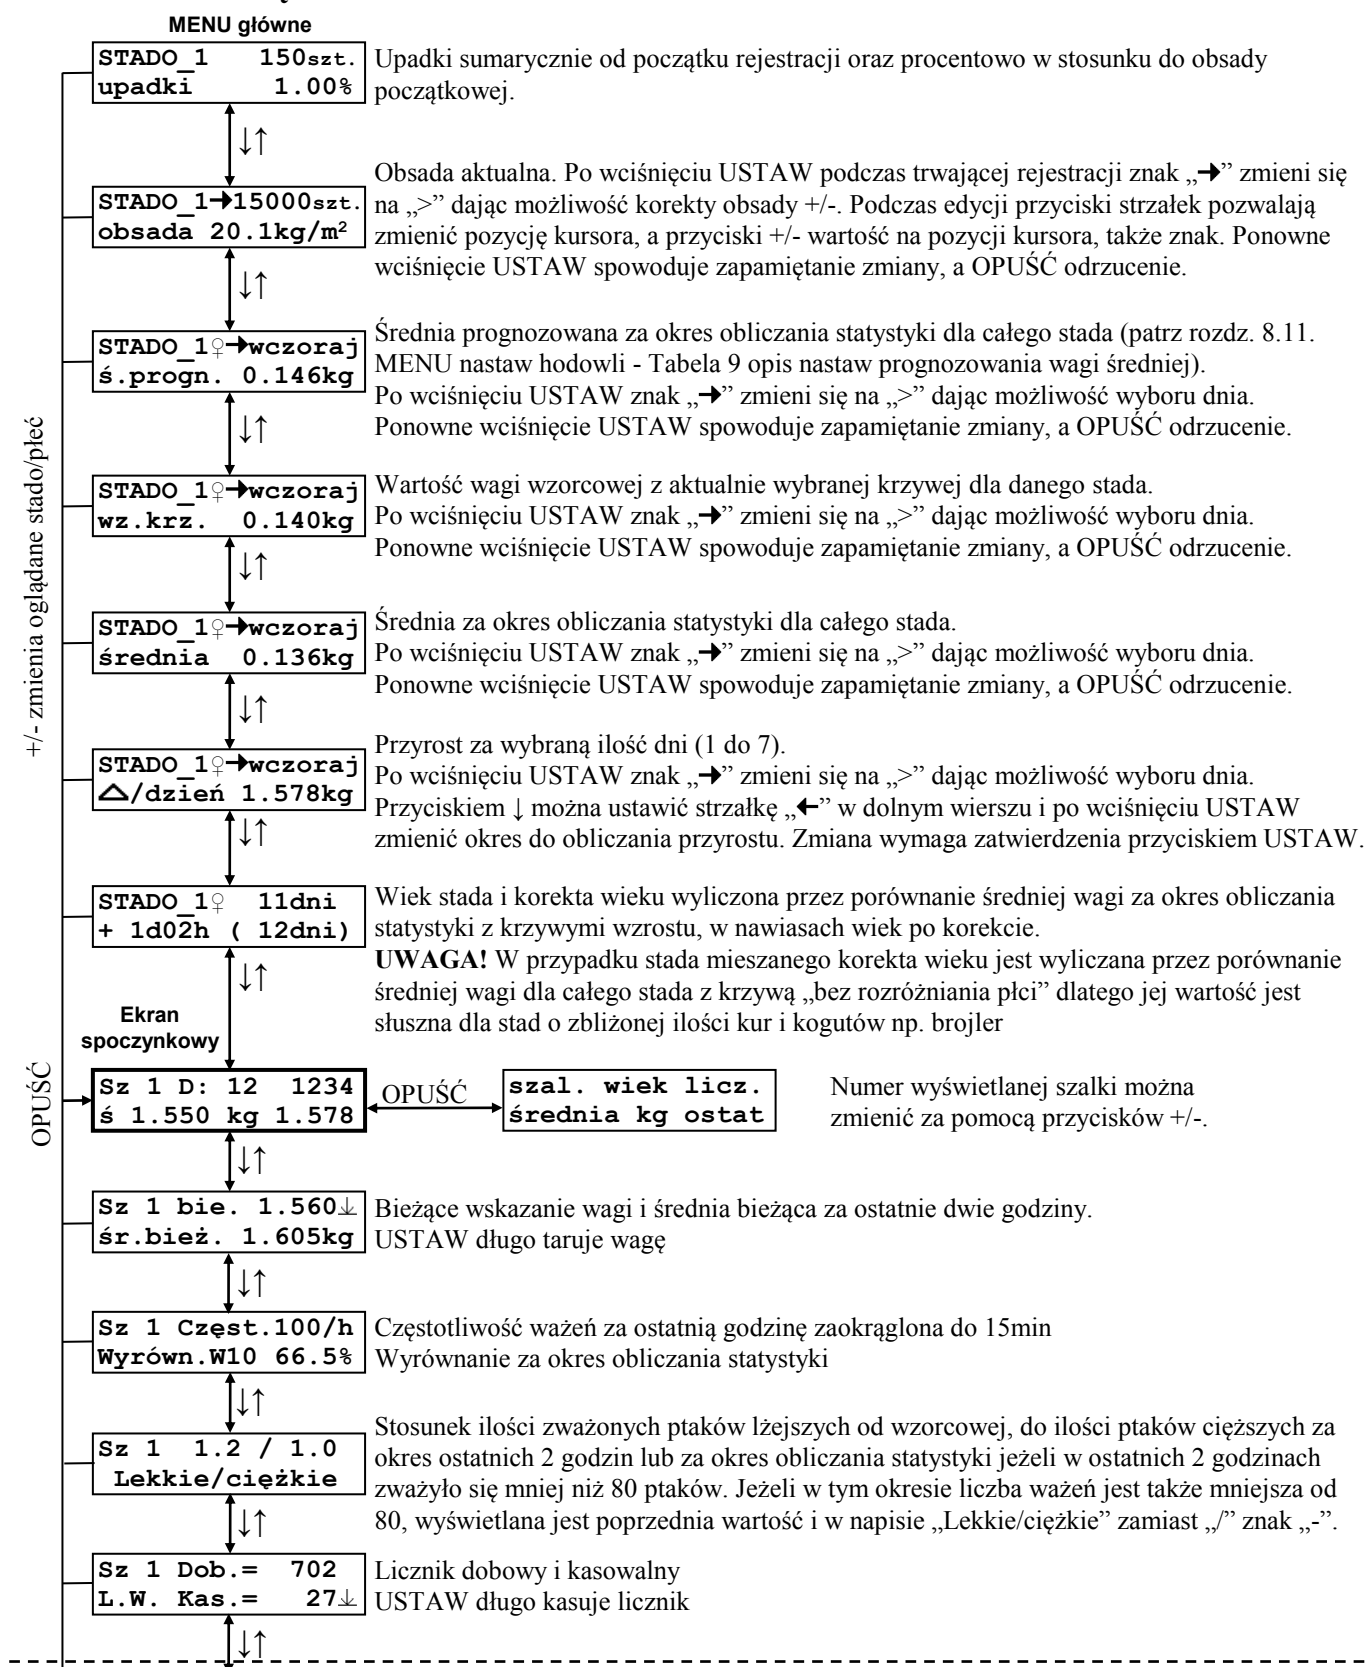 MENU główne
STADO_1 150szt.
upadki 1.00%
Upadki sumarycznie od początku rejestracji oraz procentowo w stosunku do obsady
początkowej.
↓↑
STADO_1→15000szt.
obsada 20.1kg/m²
Obsada aktualna. Po wciśnięciu USTAW podczas trwającej rejestracji znak „→” zmieni się
na „>” dając możliwość korekty obsady +/-. Podczas edycji przyciski strzałek pozwalają
zmienić pozycję kursora, a przyciski +/- wartość na pozycji kursora, także znak. Ponowne
wciśnięcie USTAW spowoduje zapamiętanie zmiany, a OPUŚĆ odrzucenie.
↓↑
STADO_1♀→wczoraj
ś.progn. 0.146kg
Średnia prognozowana za okres obliczania statystyki dla całego stada (patrz rozdz. 8.11.
MENU nastaw hodowli - Tabela 9 opis nastaw prognozowania wagi średniej).
Po wciśnięciu USTAW znak „→” zmieni się na „>” dając możliwość wyboru dnia.
Ponowne wciśnięcie USTAW spowoduje zapamiętanie zmiany, a OPUŚĆ odrzucenie.
↓↑
STADO_1♀→wczoraj
wz.krz. 0.140kg
Wartość wagi wzorcowej z aktualnie wybranej krzywej dla danego stada.
Po wciśnięciu USTAW znak „→” zmieni się na „>” dając możliwość wyboru dnia.
Ponowne wciśnięcie USTAW spowoduje zapamiętanie zmiany, a OPUŚĆ odrzucenie.
↓↑
+/- zmienia oglądane stado/płeć
STADO_1♀→wczoraj
średnia 0.136kg
Średnia za okres obliczania statystyki dla całego stada.
Po wciśnięciu USTAW znak „→” zmieni się na „>” dając możliwość wyboru dnia.
Ponowne wciśnięcie USTAW spowoduje zapamiętanie zmiany, a OPUŚĆ odrzucenie.
↓↑
STADO_1♀→wczoraj
△/dzień 1.578kg
Przyrost za wybraną ilość dni (1 do 7).
Po wciśnięciu USTAW znak „→” zmieni się na „>” dając możliwość wyboru dnia.
Przyciskiem ↓ można ustawić strzałkę „←” w dolnym wierszu i po wciśnięciu USTAW
zmienić okres do obliczania przyrostu. Zmiana wymaga zatwierdzenia przyciskiem USTAW.
↓↑
STADO_1♀ 11dni
+ 1d02h ( 12dni)
Wiek stada i korekta wieku wyliczona przez porównanie średniej wagi za okres obliczania
statystyki z krzywymi wzrostu, w nawiasach wiek po korekcie.
UWAGA! W przypadku stada mieszanego korekta wieku jest wyliczana przez porównanie
średniej wagi dla całego stada z krzywą „bez rozróżniania płci” dlatego jej wartość jest
słuszna dla stad o zbliżonej ilości kur i kogutów np. brojler
↓↑
Ekran
spoczynkowy
OPUŚĆ
Sz 1 D: 12 1234
ś 1.550 kg 1.578
OPUŚĆ
szal. wiek licz.
średnia kg ostat
Numer wyświetlanej szalki można
zmienić za pomocą przycisków +/-.
↓↑
Sz 1 bie. 1.560↓
śr.bież. 1.605kg
Bieżące wskazanie wagi i średnia bieżąca za ostatnie dwie godziny.
USTAW długo taruje wagę
↓↑
Sz 1 Częst.100/h
Wyrówn.W10 66.5%
Częstotliwość ważeń za ostatnią godzinę zaokrąglona do 15min
Wyrównanie za okres obliczania statystyki
↓↑
Sz 1 1.2 / 1.0
Lekkie/ciężkie
Stosunek ilości zważonych ptaków lżejszych od wzorcowej, do ilości ptaków cięższych za
okres ostatnich 2 godzin lub za okres obliczania statystyki jeżeli w ostatnich 2 godzinach
zważyło się mniej niż 80 ptaków. Jeżeli w tym okresie liczba ważeń jest także mniejsza od
80, wyświetlana jest poprzednia wartość i w napisie „Lekkie/ciężkie” zamiast „/” znak „-”.
↓↑
Sz 1 Dob.= 702
L.W. Kas.= 27↓
Licznik dobowy i kasowalny
USTAW długo kasuje licznik
↓↑